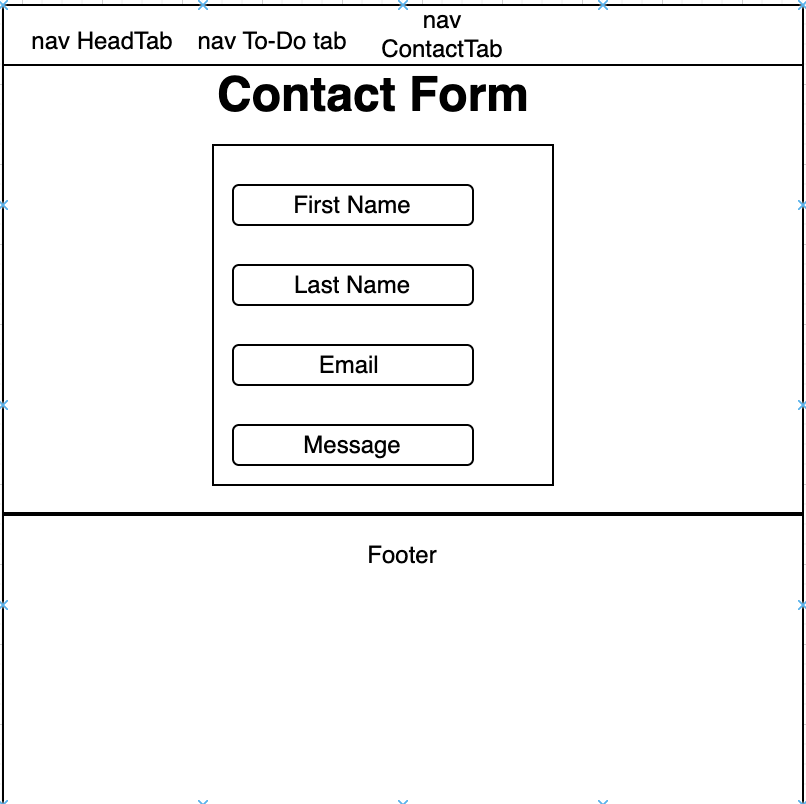 nav HeadTab
nav To-Do tab
nav
ContactTab
Contact Form
First Name
Last Name
Email
Message
Footer